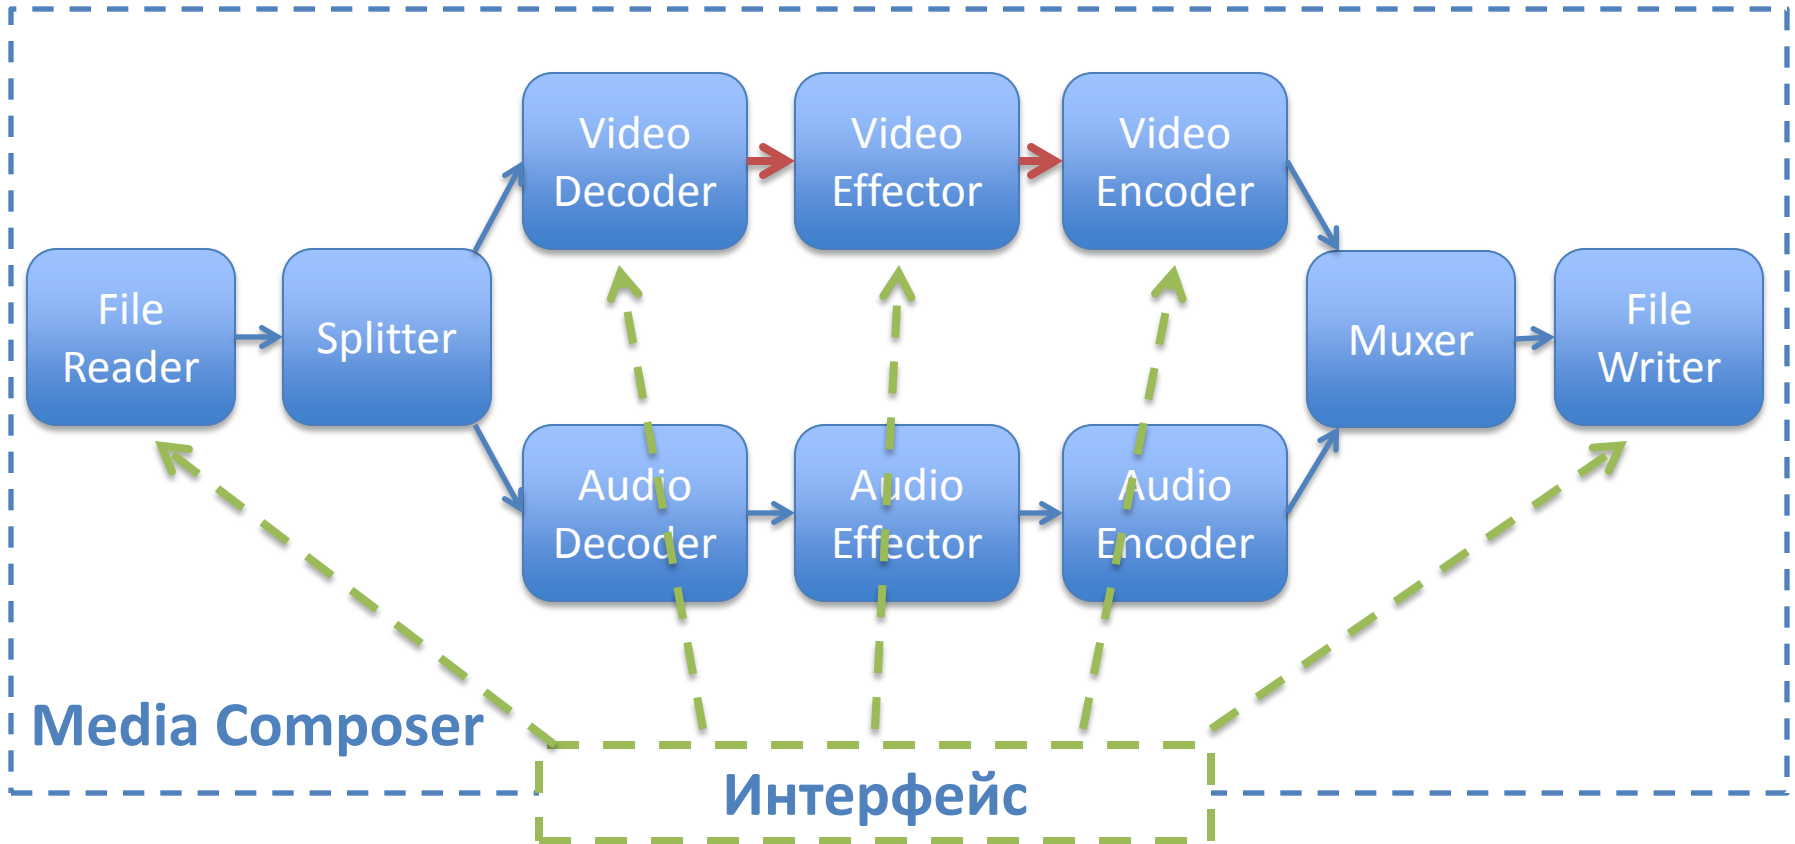 Video
Decoder
Video
Effector
Video
Encoder
File
Reader
Splitter
Muxer
File
Writer
Audio
Decoder
Audio
Effector
Audio
Encoder
Media Composer
Интерфейс